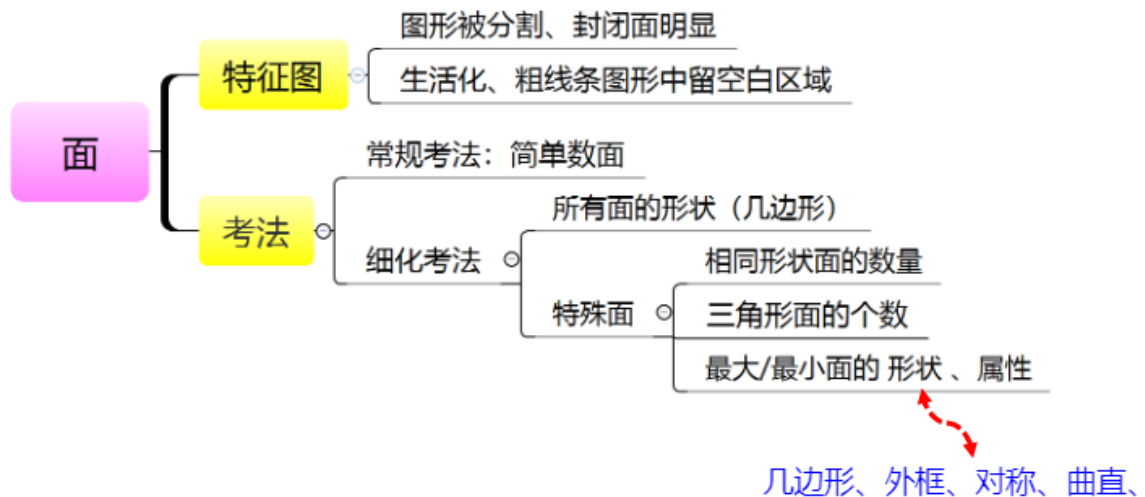 面
特征图
图形被分割、封闭面明显
生活化、粗线条图形中留空白区域
考法
常规考法：简单数面
细化考法
所有面的形状（几边形）
特殊面
相同形状面的数量
三角形面的个数
最大/最小面的 形状 、属性
几边形、外框、对称、曲直、